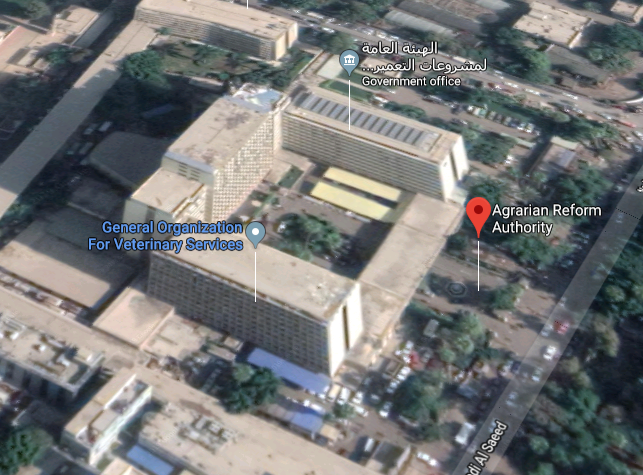 الهيئة العامة
لمشروعات التعمير...
Government office
Agrarian Reform
Authority
General Organization
For Veterinary Services
di Al Saeed